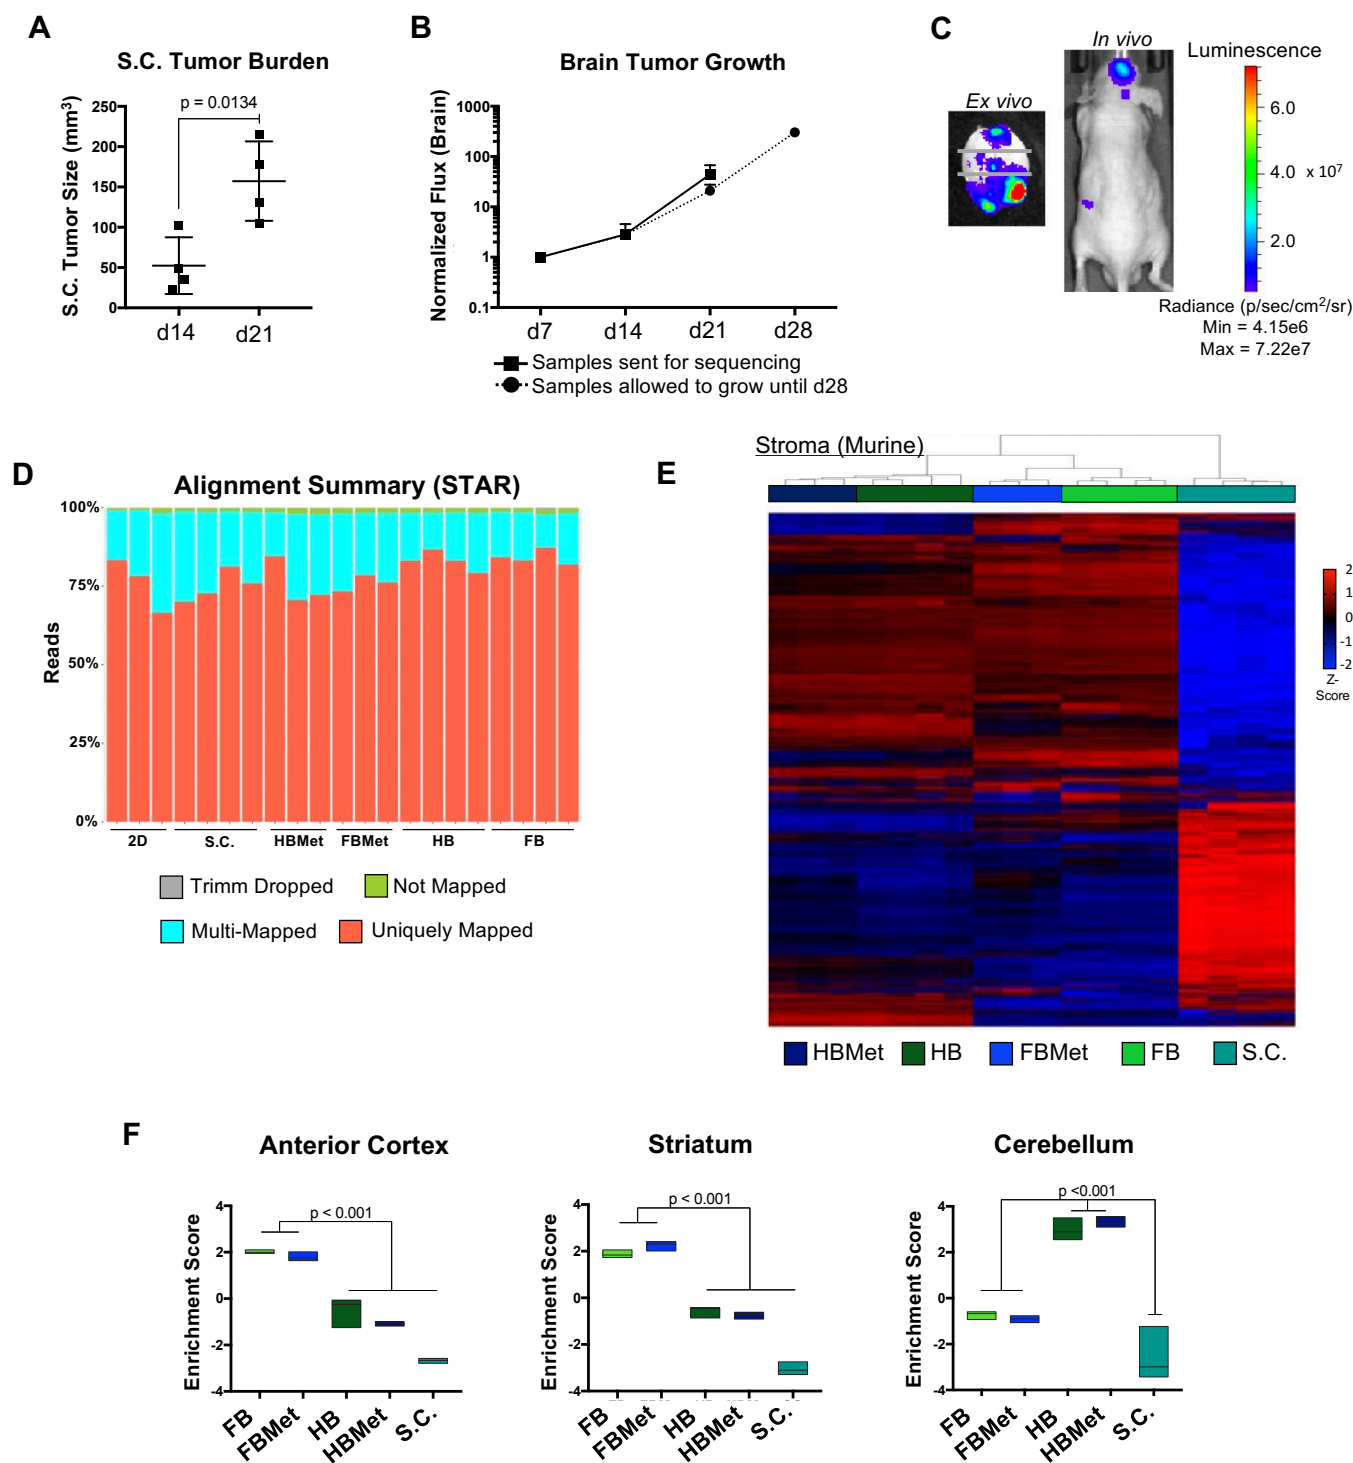 A
S.C. Tumor Burden
p = 0.0134
S.C. Tumor Size (mm³)
250
200
150
100
50
0
d14
d21
B
Brain Tumor Growth
Normalized Flux (Brain)
1000
100
10
1
0.1
d7
d14
d21
d28
Samples sent for sequencing
Samples allowed to grow until d28
C
Ex vivo
In vivo
Luminescence
6.0
4.0 x 10⁷
2.0
Radiance (p/sec/cm²/sr)
Min = 4.15e6
Max = 7.22e7
D
Alignment Summary (STAR)
Reads
100%
75%
50%
25%
0%
2D
S.C.
HBMet
FBMet
HB
FB
Trimm Dropped
Not Mapped
Multi-Mapped
Uniquely Mapped
E
Stroma (Murine)
2
1
0
-1
-2
Z-
Score
HBMet
HB
FBMet
FB
S.C.
F
Anterior Cortex
p < 0.001
Enrichment Score
4
2
0
-2
-4
FB
FBMet
HB
HBMet
S.C.
Striatum
p < 0.001
Enrichment Score
4
2
0
-2
-4
FB
FBMet
HB
HBMet
S.C.
Cerebellum
p <0.001
Enrichment Score
4
2
0
-2
-4
FB
FBMet
HB
HBMet
S.C.